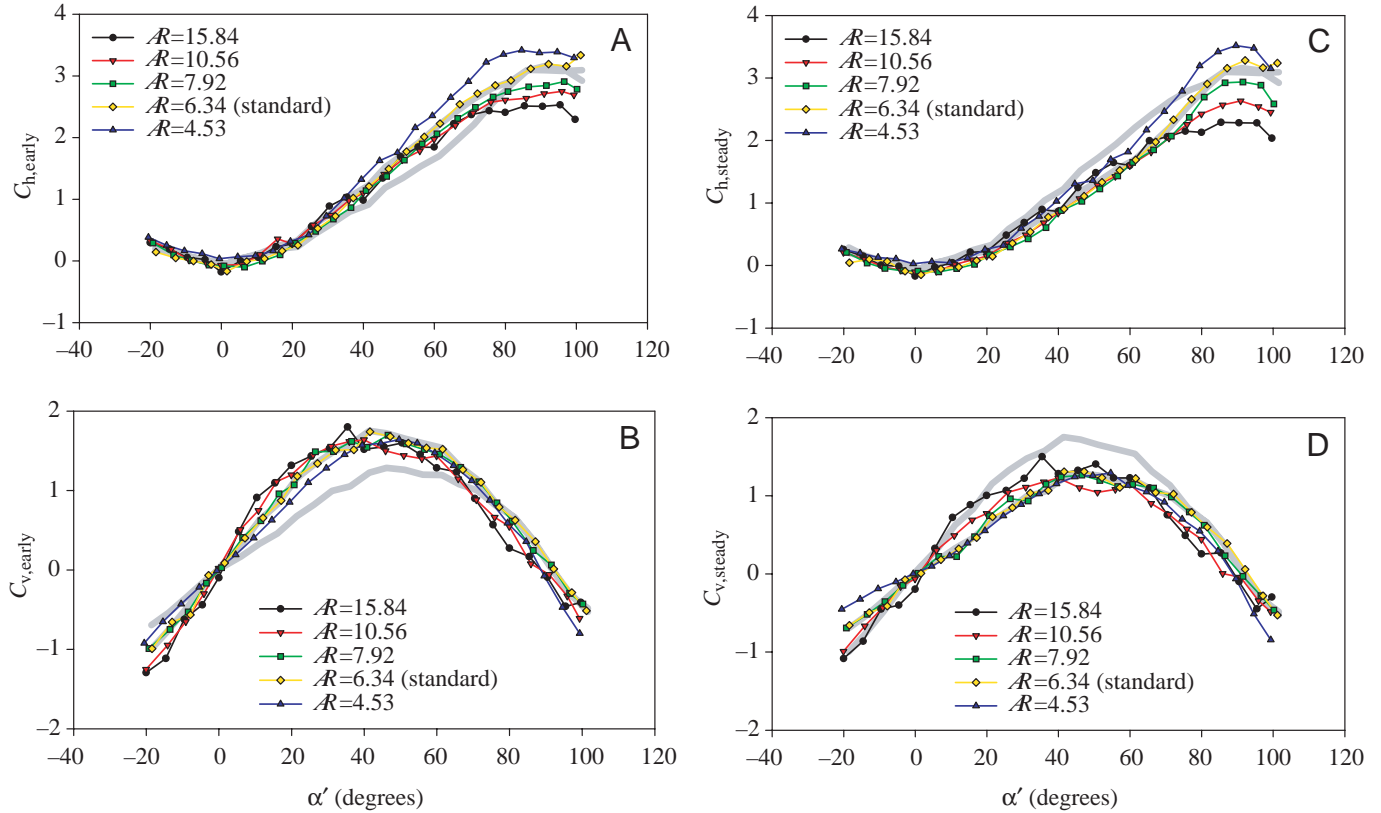 A
4
3
2
1
0
–1
C_h,early
AR=15.84
AR=10.56
AR=7.92
AR=6.34 (standard)
AR=4.53
–40
–20
0
20
40
60
80
100
120
C
4
3
2
1
0
–1
C_h,steady
AR=15.84
AR=10.56
AR=7.92
AR=6.34 (standard)
AR=4.53
–40
–20
0
20
40
60
80
100
120
B
2
1
0
–1
–2
C_v,early
AR=15.84
AR=10.56
AR=7.92
AR=6.34 (standard)
AR=4.53
–40
–20
0
20
40
60
80
100
120
α′ (degrees)
D
2
1
0
–1
–2
C_v,steady
AR=15.84
AR=10.56
AR=7.92
AR=6.34 (standard)
AR=4.53
–40
–20
0
20
40
60
80
100
120
α′ (degrees)